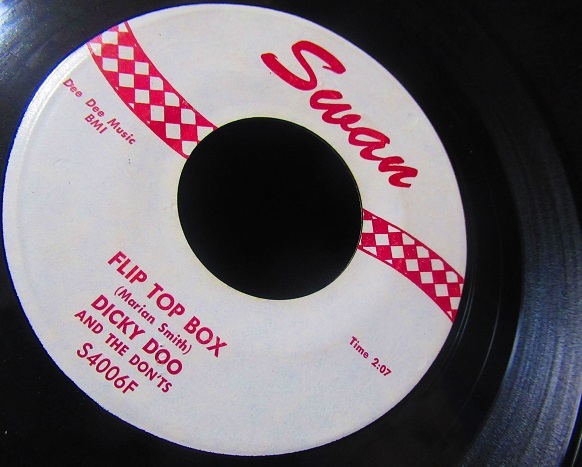 Swan
Dee Dee Music
BMI
FLIP TOP BOX
(Marian Smith)
DICKY DOO
AND THE DON'TS
S4006F
Time 2:07